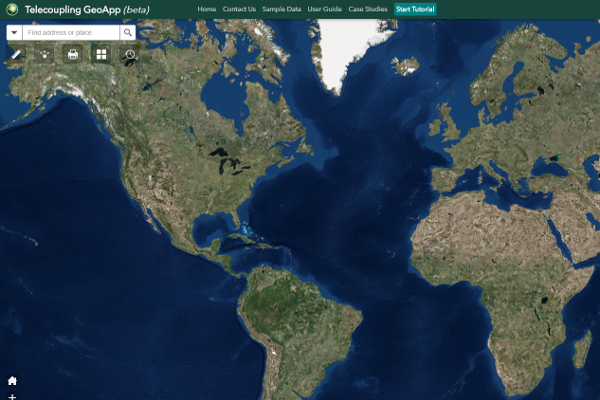 Telecoupling GeoApp (beta)
Home Contact Us Sample Data User Guide Case Studies Start Tutorial
Find address or place